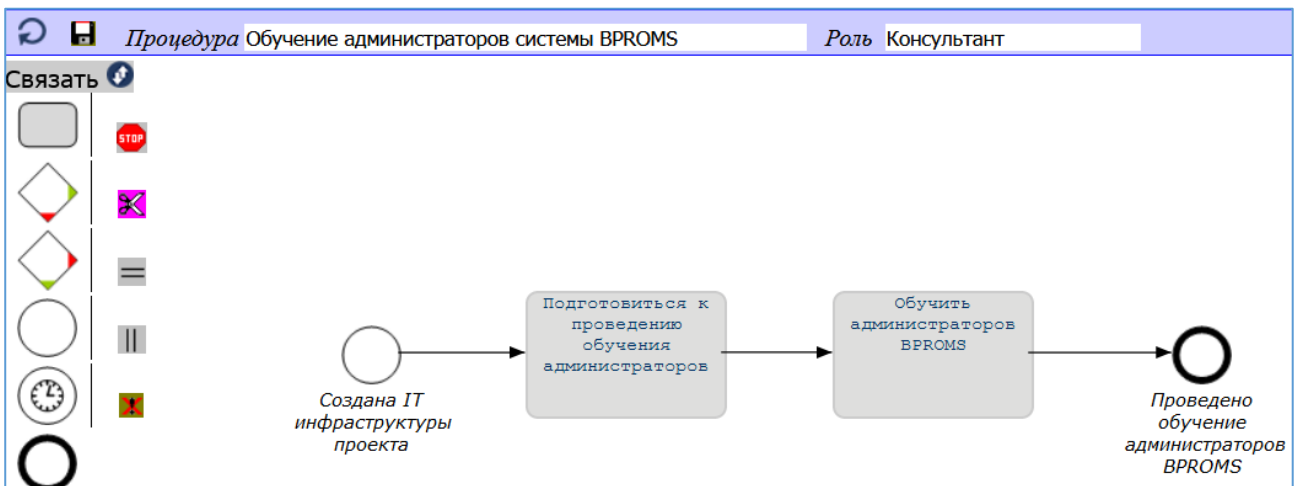 Процедура Обучение администраторов системы BPROMS Роль Консультант
Связать
STOP
Подготовиться к
проведению
обучения
администраторов
Обучить
администраторов
BPROMS
Создана IT
инфраструктуры
проекта
Проведено
обучение
администраторов
BPROMS